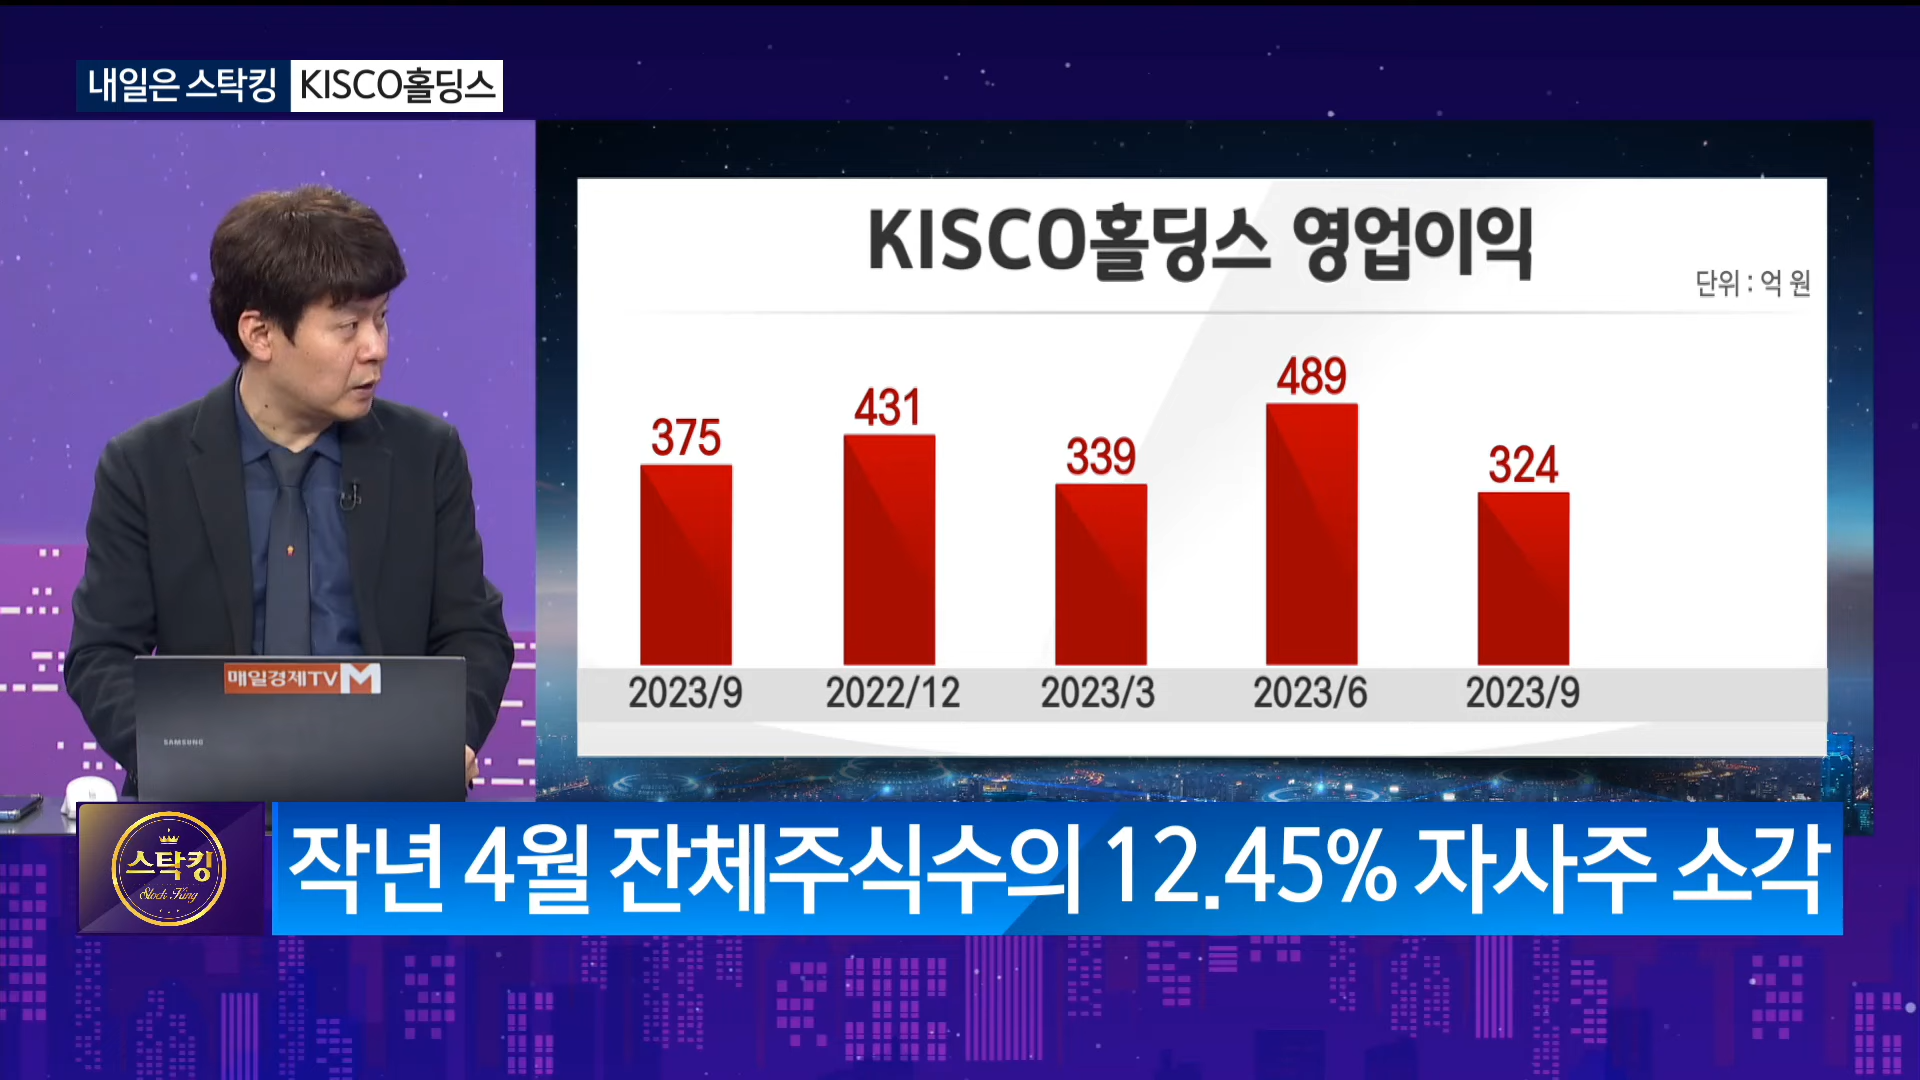 내일은 스탁킹 KISCO홀딩스
KISCO홀딩스 영업이익
단위 : 억 원
375 431 339 489 324
2023/9 2022/12 2023/3 2023/6 2023/9
매일경제TV M
SAMSUNG
스탁킹
Stock King
작년 4월 잔체주식수의 12.45% 자사주 소각